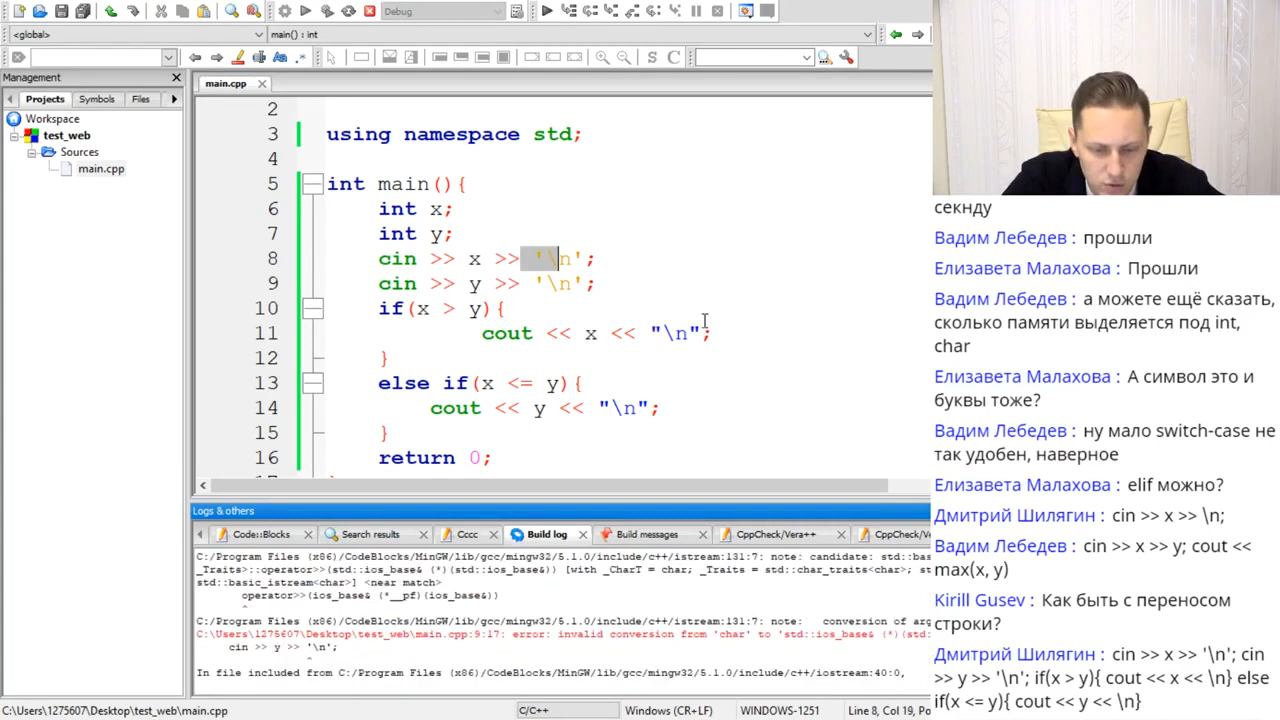 Debug
<global>
main() : int
Management
Projects
Symbols
Files
Workspace
test_web
Sources
main.cpp
main.cpp
2
3 using namespace std;
4
5 int main(){
6 int x;
7 int y;
8 cin >> x >> '\n';
9 cin >> y >> '\n';
10 if(x > y){
11 cout << x << "\n";
12 }
13 else if(x <= y){
14 cout << y << "\n";
15 }
16 return 0;
Logs & others
Code::Blocks
Search results
Cccc
Build log
Build messages
CppCheck/Vera++
CppCheck/Ver
C:/Program Files (x86)/CodeBlocks/MinGW/lib/gcc/mingw32/5.1.0/include/c++/istream:131:7: note: candidate: std::bas
_Traits>::operator>>(std::ios_base& (*)(std::ios_base&)) [with _CharT = char; _Traits = std::char_traits<char>; st
std::basic_istream<char>] <near match>
operator>>(ios_base& (*__pf)(ios_base&))
^
C:/Program Files (x86)/CodeBlocks/MinGW/lib/gcc/mingw32/5.1.0/include/c++/istream:131:7: note: conversion of arg
C:\Users\1275607\Desktop\test_web\main.cpp:9:17: error: invalid conversion from 'char' to 'std::ios_base& (*)(std
cin >> y >> '\n';
^
In file included from C:/Program Files (x86)/CodeBlocks/MinGW/lib/gcc/mingw32/5.1.0/include/c++/iostream:40:0,
C:\Users\1275607\Desktop\test_web\main.cpp
C/C++
Windows (CR+LF)
WINDOWS-1251
Line 8, Col 19, Pos
секнду
Вадим Лебедев : прошли
Елизавета Малахова : Прошли
Вадим Лебедев : а можете ещё сказать,
сколько памяти выделяется под int,
char
Елизавета Малахова : А символ это и
буквы тоже?
Вадим Лебедев : ну мало switch-case не
так удобен, наверное
Елизавета Малахова : elif можно?
Дмитрий Шилягин : cin >> x >> \n;
Вадим Лебедев : cin >> x >> y; cout <<
max(x, y)
Kirill Gusev : Как быть с переносом
строки?
Дмитрий Шилягин : cin >> x >> '\n'; cin
>> y >> '\n'; if(x > y){ cout << x << \n} else
if(x <= y){ cout << y << \n}